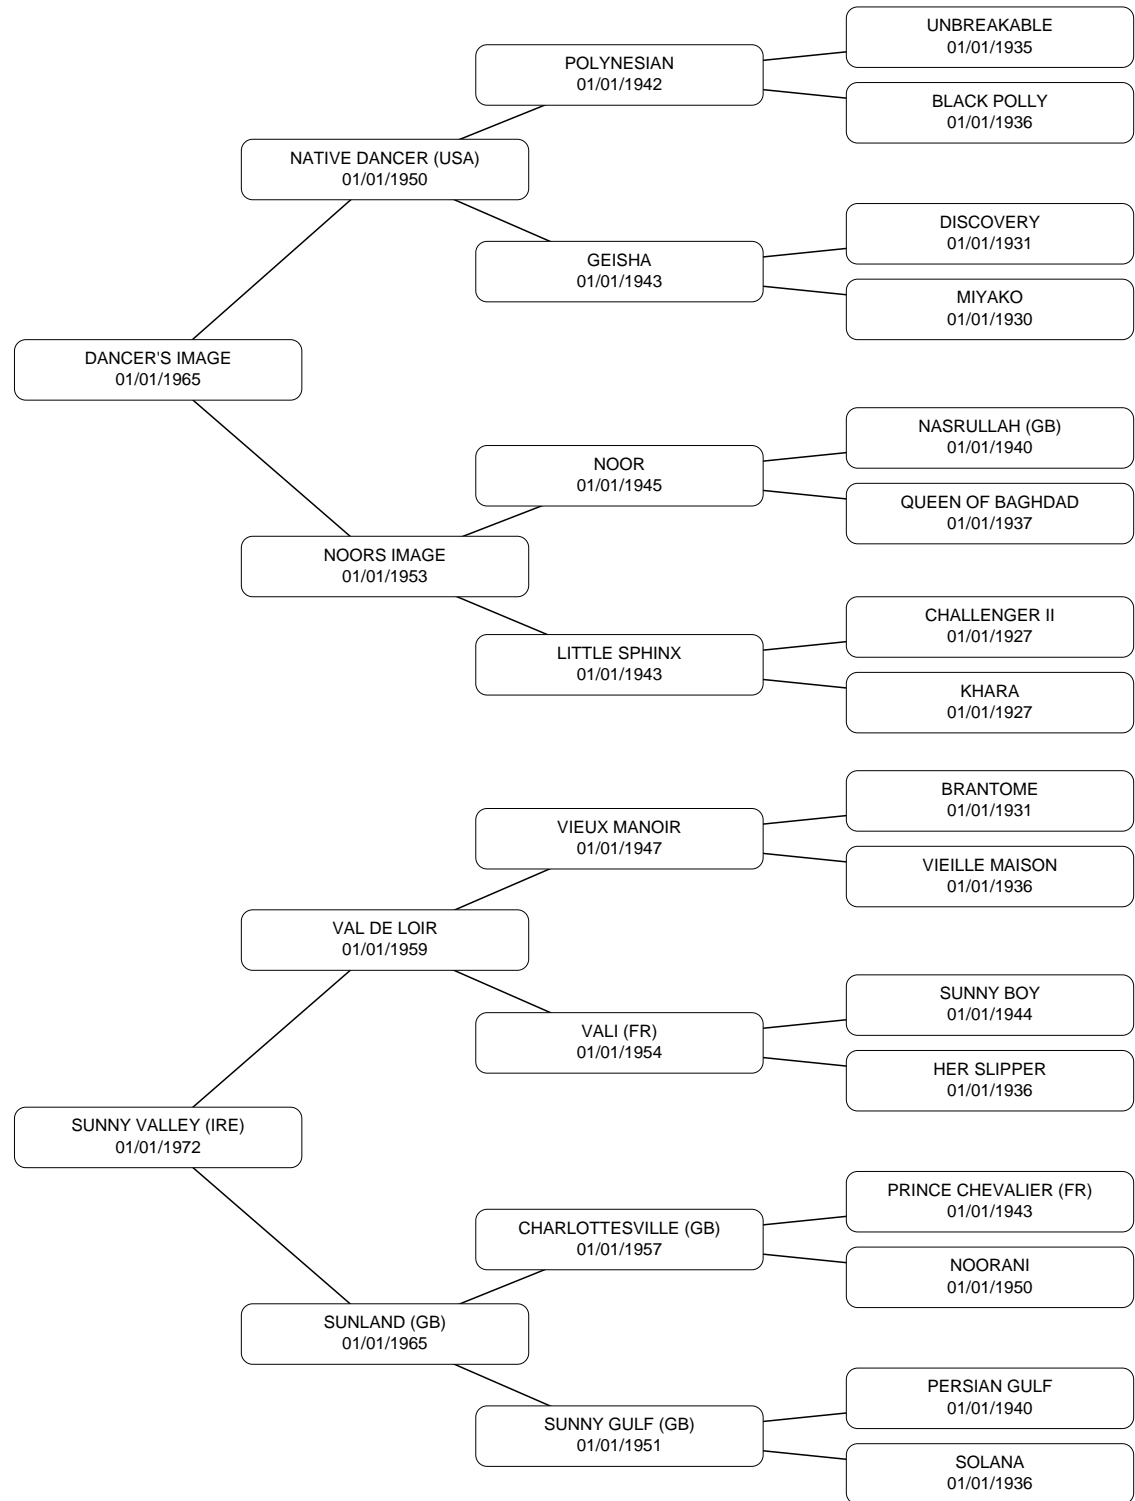 UNBREAKABLE
01/01/1935
POLYNESIAN
01/01/1942
BLACK POLLY
01/01/1936
NATIVE DANCER (USA)
01/01/1950
DISCOVERY
01/01/1931
GEISHA
01/01/1943
MIYAKO
01/01/1930
DANCER'S IMAGE
01/01/1965
NASRULLAH (GB)
01/01/1940
NOOR
01/01/1945
QUEEN OF BAGHDAD
01/01/1937
NOORS IMAGE
01/01/1953
CHALLENGER II
01/01/1927
LITTLE SPHINX
01/01/1943
KHARA
01/01/1927
BRANTOME
01/01/1931
VIEUX MANOIR
01/01/1947
VIEILLE MAISON
01/01/1936
VAL DE LOIR
01/01/1959
SUNNY BOY
01/01/1944
VALI (FR)
01/01/1954
HER SLIPPER
01/01/1936
SUNNY VALLEY (IRE)
01/01/1972
PRINCE CHEVALIER (FR)
01/01/1943
CHARLOTTESVILLE (GB)
01/01/1957
NOORANI
01/01/1950
SUNLAND (GB)
01/01/1965
PERSIAN GULF
01/01/1940
SUNNY GULF (GB)
01/01/1951
SOLANA
01/01/1936